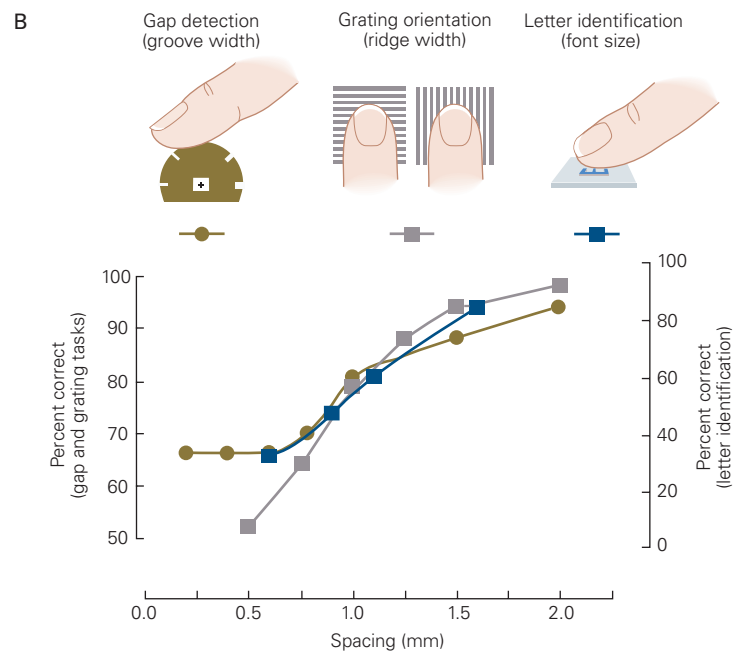 B
Gap detection
(groove width)
Grating orientation
(ridge width)
Letter identification
(font size)
Percent correct
(gap and grating tasks)
100
90
80
70
60
50
100
80
60
40
20
0
Percent correct
(letter identification)
0.0 0.5 1.0 1.5 2.0
Spacing (mm)